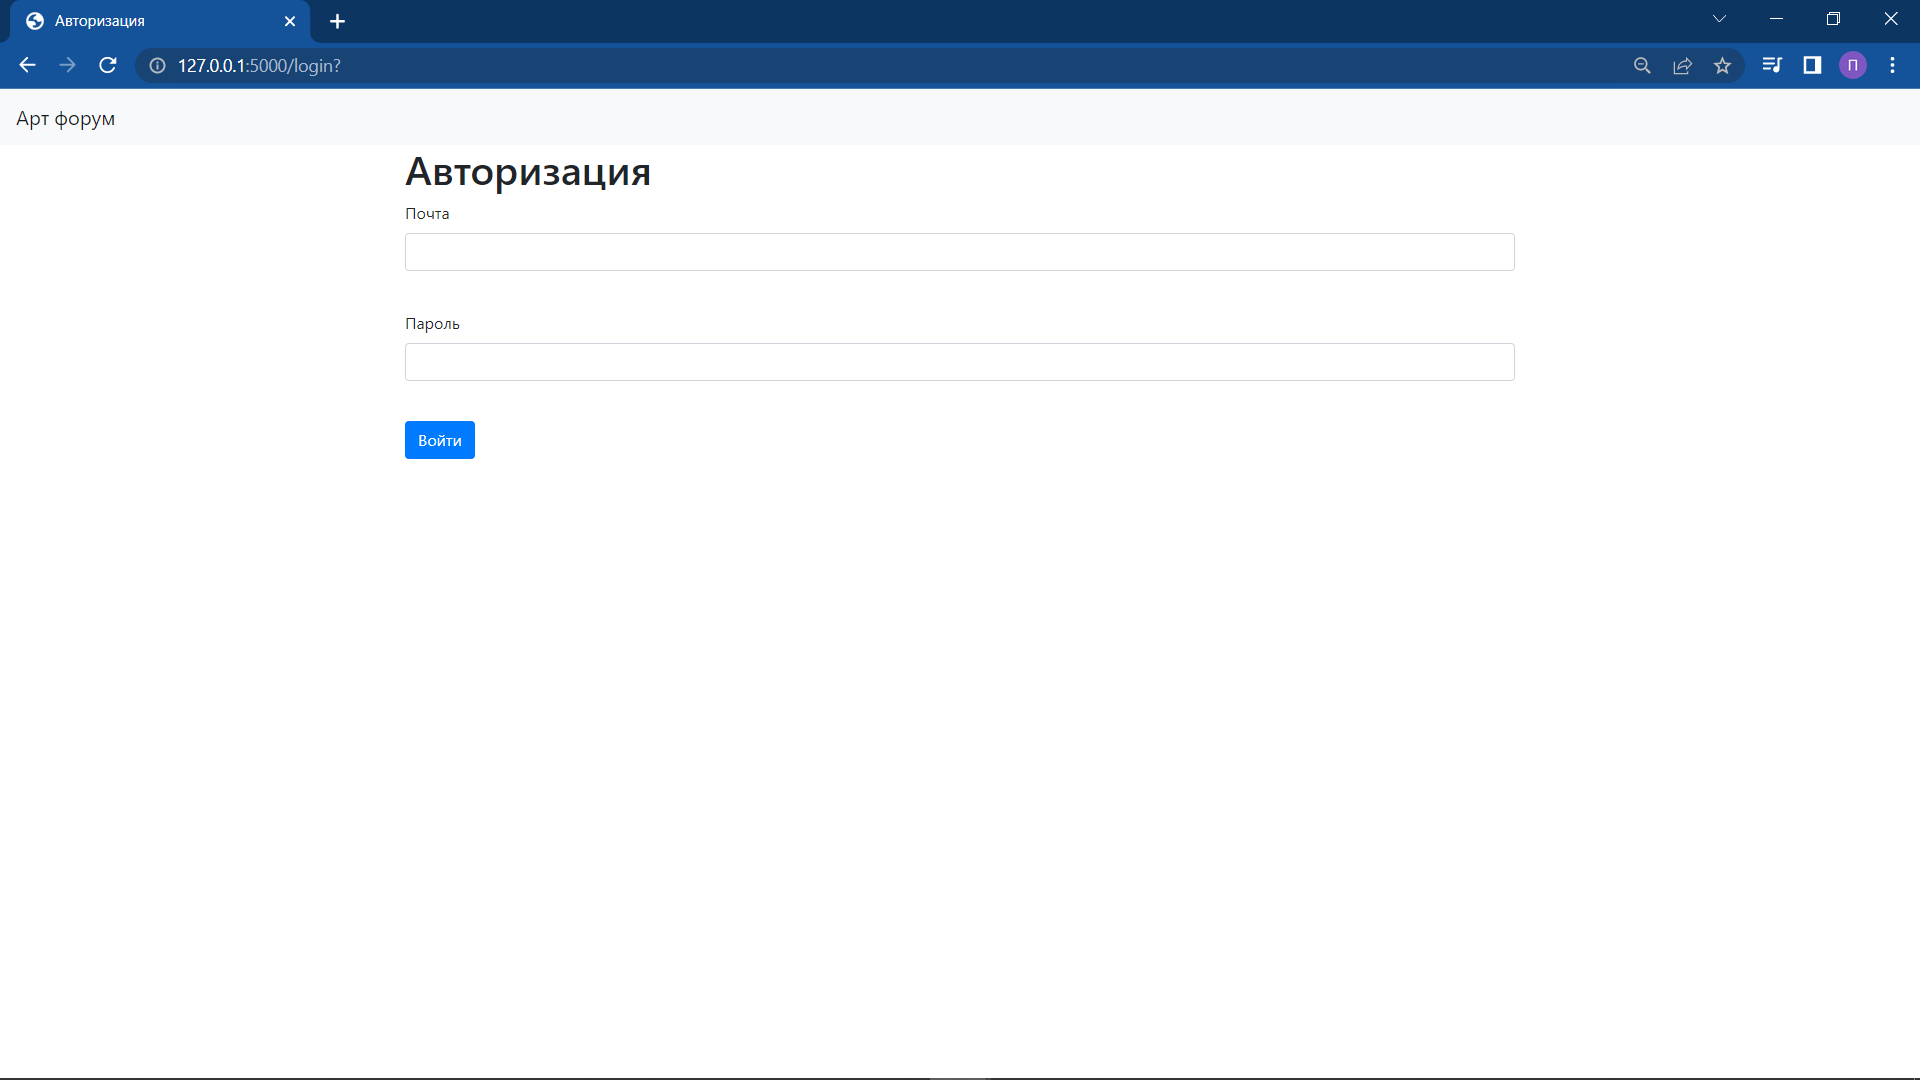 Авторизация
127.0.0.1:5000/login?
П
Арт форум
Авторизация
Почта
Пароль
Войти